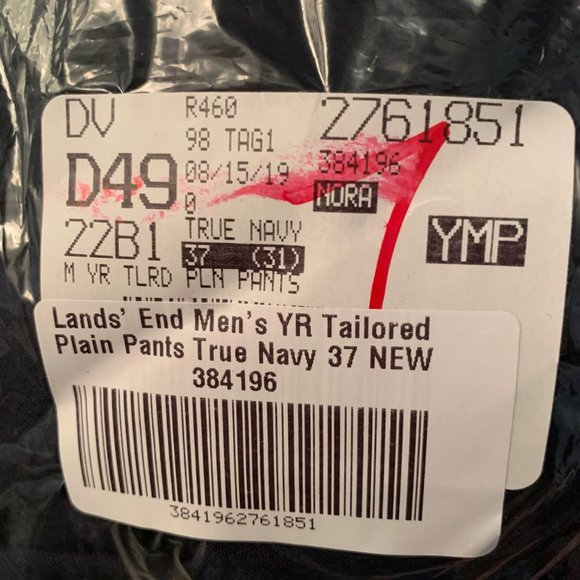 DV R460 2761851
98 TAG1 384196
D49 08/15/19 NORA
0
22B1 TRUE NAVY YMP
37 (31)
M YR TLRD PLN PANTS
Lands' End Men's YR Tailored
Plain Pants True Navy 37 NEW
384196
3841962761851